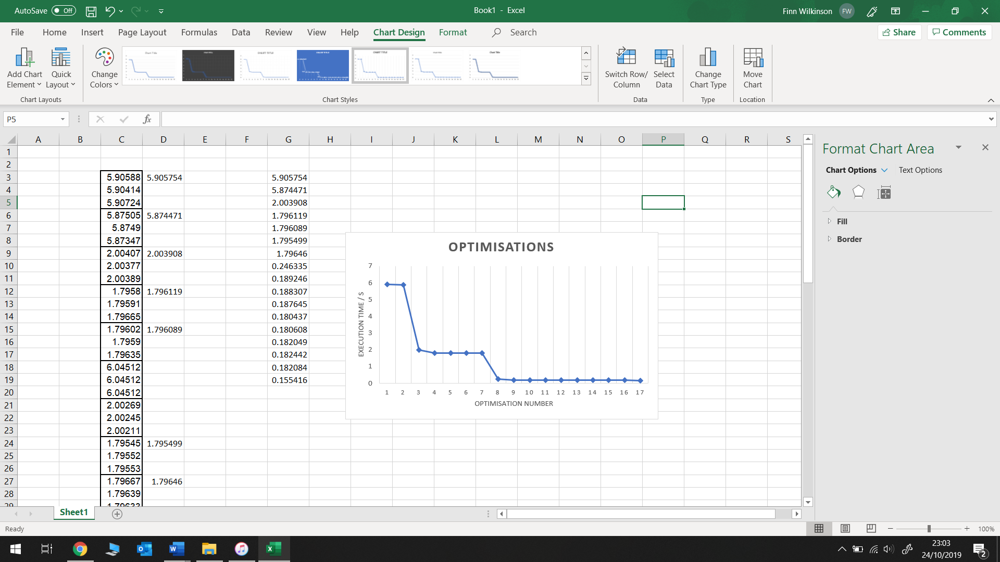 AutoSave Off
Book1 - Excel
Finn Wilkinson FW
File Home Insert Page Layout Formulas Data Review View Help Chart Design Format Search
Share Comments
Add Chart Element
Quick Layout
Change Colors
Switch Row/ Column
Select Data
Change Chart Type
Move Chart
Chart Layouts
Chart Styles
Data
Type
Location
P5
fx
A B C D E F G H I J K L M N O P Q R S
1
2
3 5.90588 5.905754 5.905754
4 5.90414 5.874471
5 5.90724 2.003908
6 5.87505 5.874471 1.796119
7 5.8749 1.796089
8 5.87347 1.795499
9 2.00407 2.003908 1.79646
10 2.00377 0.246335
11 2.00389 0.189246
12 1.7958 1.796119 0.188307
13 1.79591 0.187645
14 1.79665 0.180437
15 1.79602 1.796089 0.180608
16 1.7959 0.182049
17 1.79635 0.182442
18 6.04512 0.182084
19 6.04512 0.155416
20 6.04512
21 2.00269
22 2.00245
23 2.00211
24 1.79545 1.795499
25 1.79552
26 1.79553
27 1.79667 1.79646
28 1.79639
29 1.79633
OPTIMISATIONS
EXECUTION TIME / S
7
6
5
4
3
2
1
0
1 2 3 4 5 6 7 8 9 10 11 12 13 14 15 16 17
OPTIMISATION NUMBER
Format Chart Area
Chart Options Text Options
Fill
Border
Sheet1
Ready
100%
23:03
24/10/2019
2